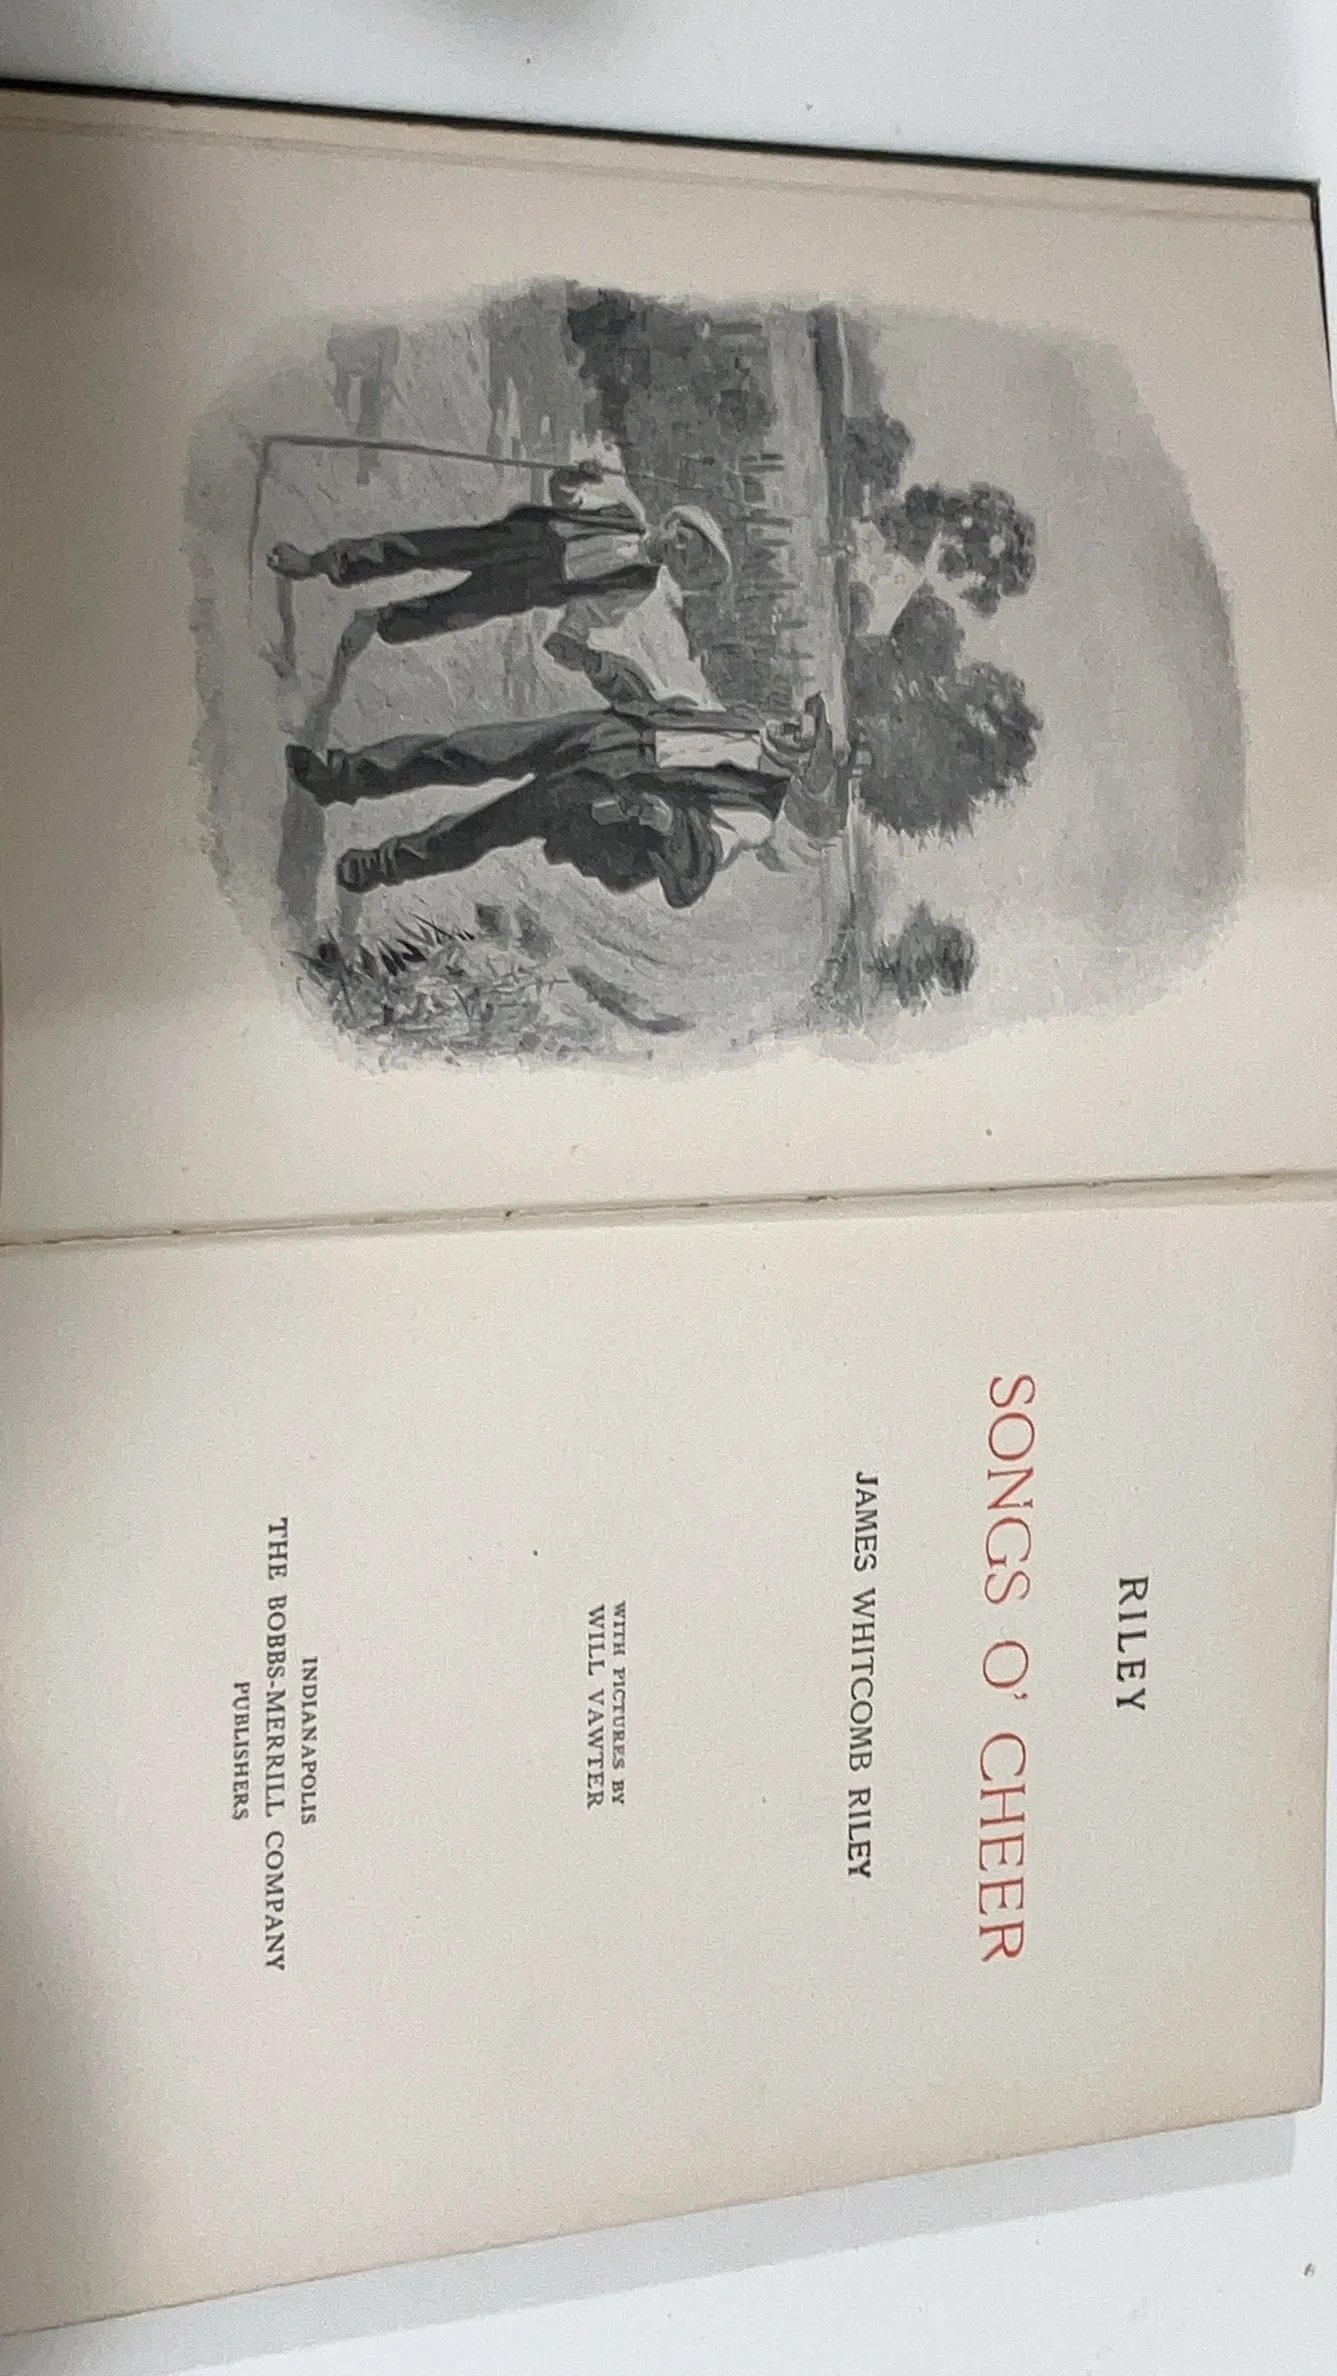 RILEY
SONGS O' CHEER
JAMES WHITCOMB RILEY
WITH PICTURES BY
WILL VAWTER
INDIANAPOLIS
THE BOBBS-MERRILL COMPANY
PUBLISHERS